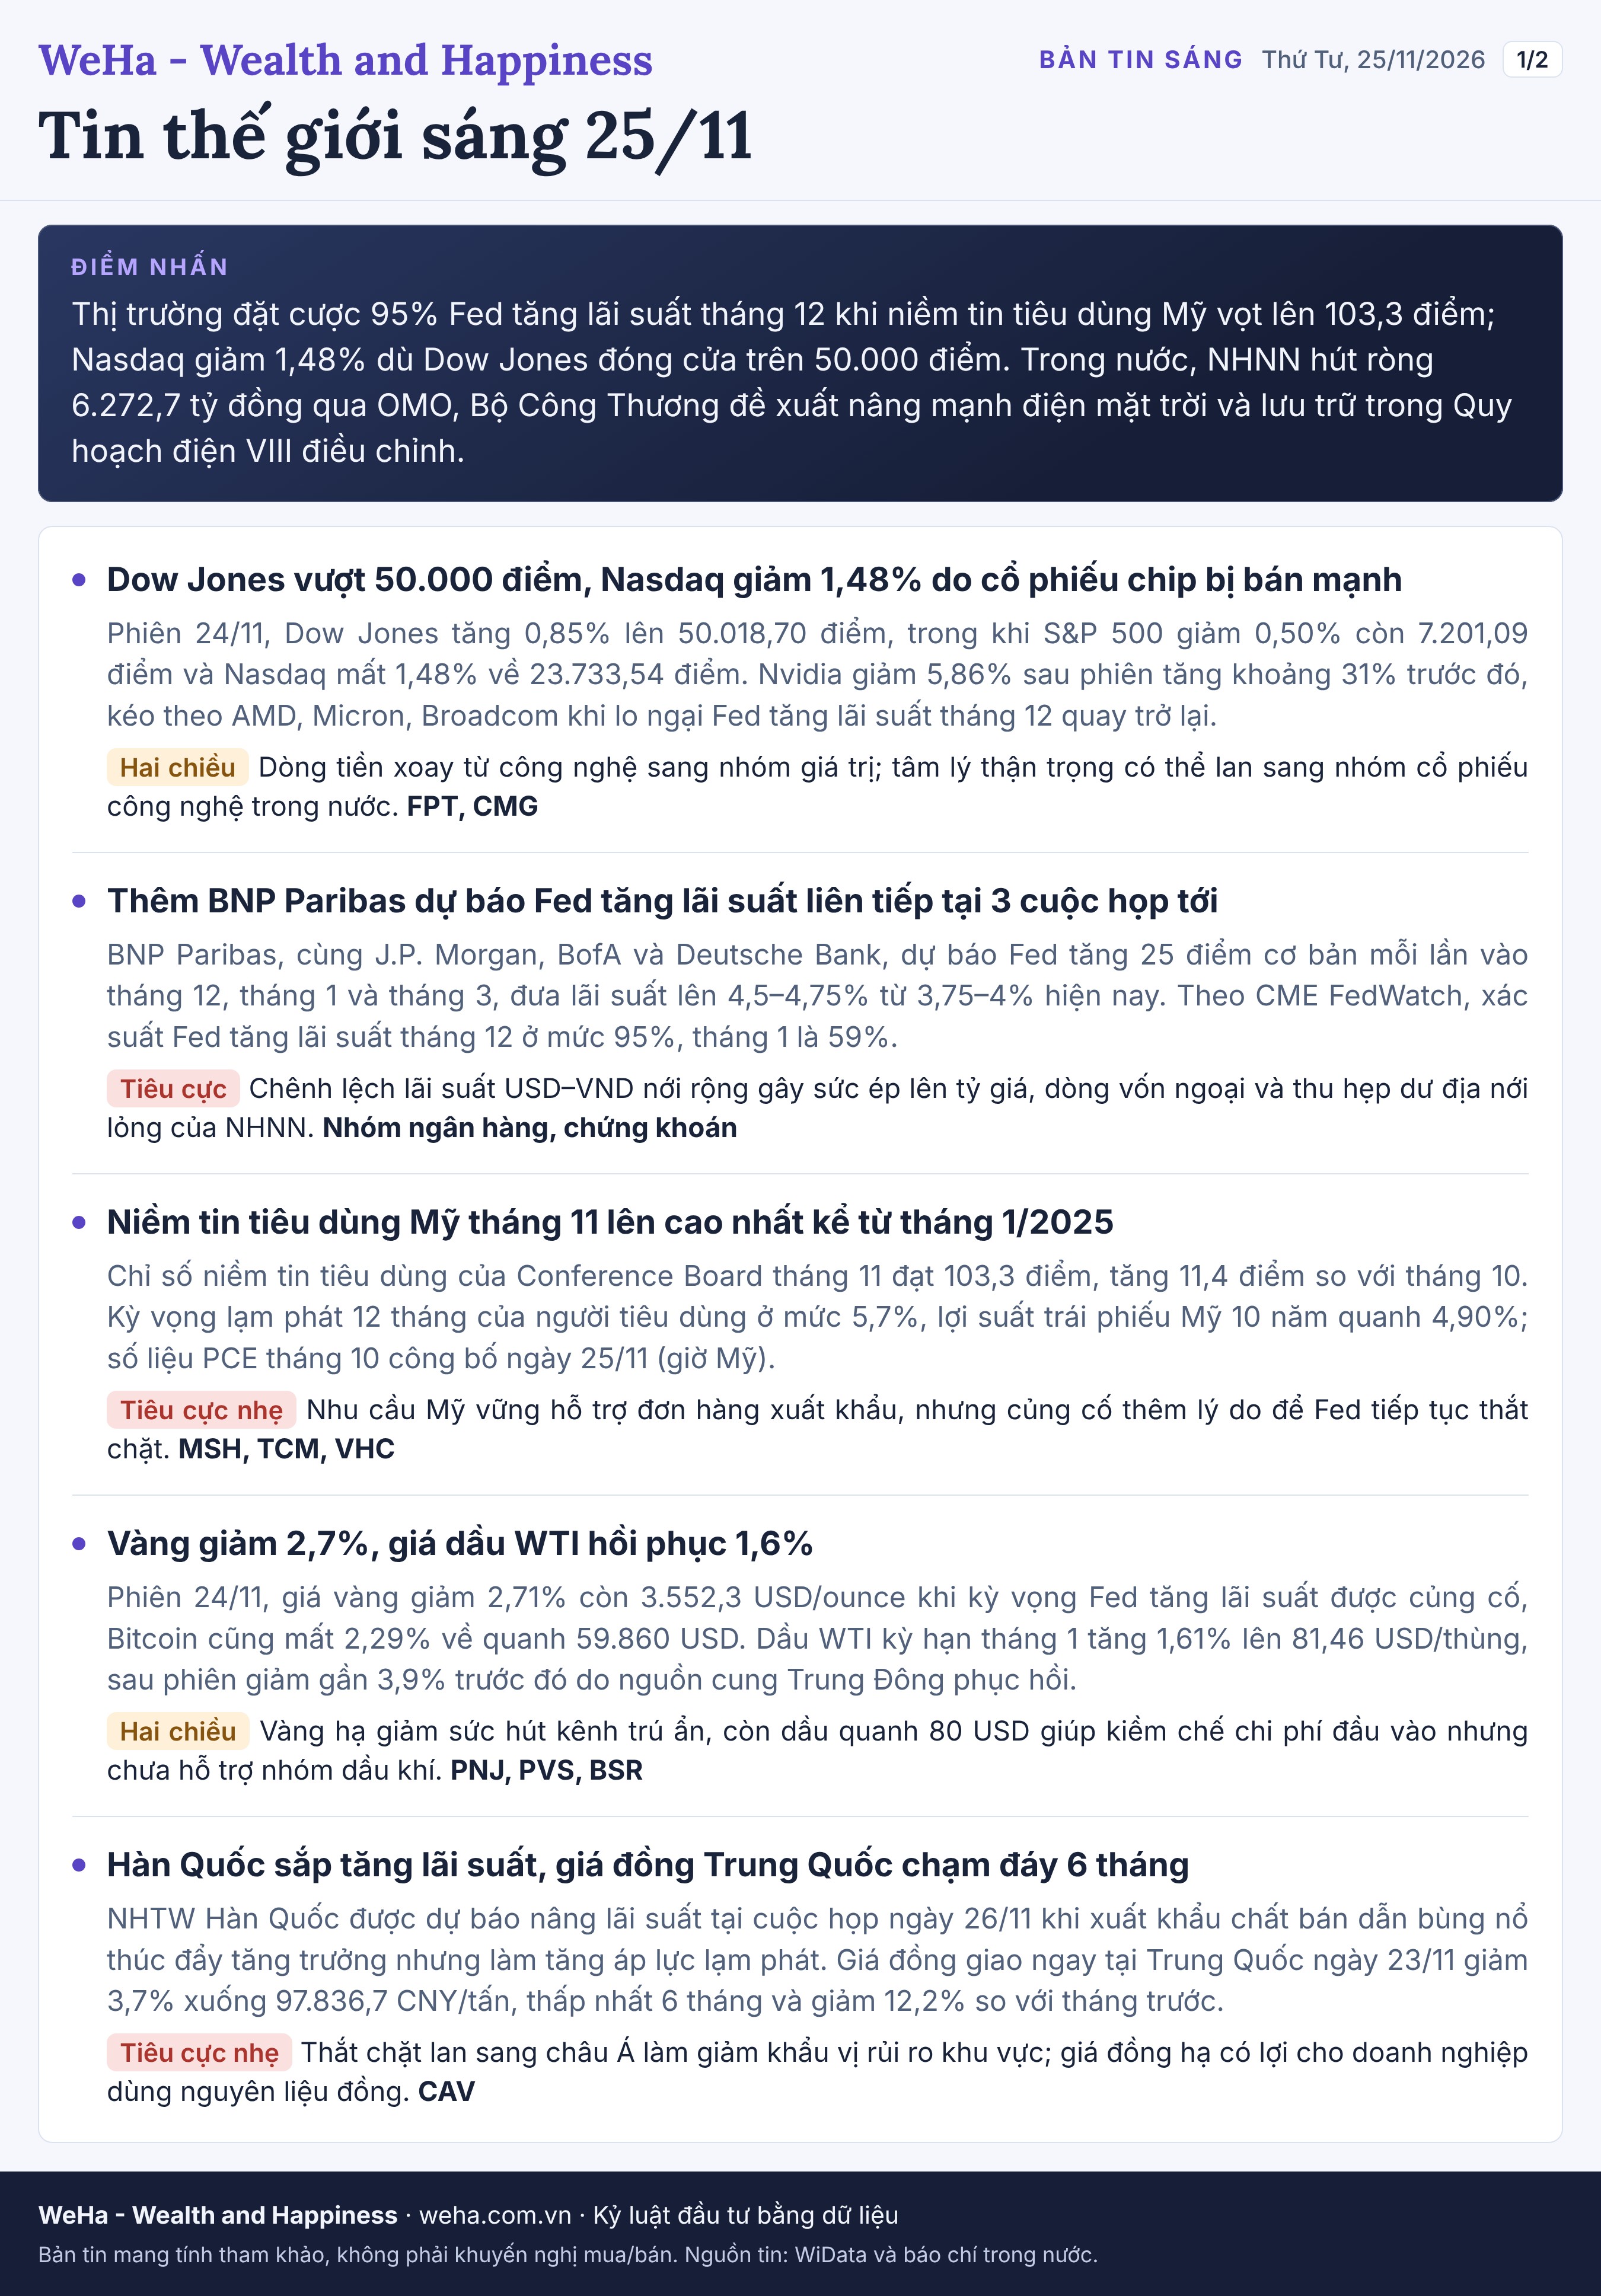 WeHa - Wealth and Happiness
BẢN TIN SÁNG Thứ Tư, 25/11/2026 1/2
Tin thế giới sáng 25/11
ĐIỂM NHẤN
Thị trường đặt cược 95% Fed tăng lãi suất tháng 12 khi niềm tin tiêu dùng Mỹ vọt lên 103,3 điểm;
Nasdaq giảm 1,48% dù Dow Jones đóng cửa trên 50.000 điểm. Trong nước, NHNN hút ròng
6.272,7 tỷ đồng qua OMO, Bộ Công Thương đề xuất nâng mạnh điện mặt trời và lưu trữ trong Quy
hoạch điện VIII điều chỉnh.
• Dow Jones vượt 50.000 điểm, Nasdaq giảm 1,48% do cổ phiếu chip bị bán mạnh
Phiên 24/11, Dow Jones tăng 0,85% lên 50.018,70 điểm, trong khi S&P 500 giảm 0,50% còn 7.201,09
điểm và Nasdaq mất 1,48% về 23.733,54 điểm. Nvidia giảm 5,86% sau phiên tăng khoảng 31% trước đó,
kéo theo AMD, Micron, Broadcom khi lo ngại Fed tăng lãi suất tháng 12 quay trở lại.
Hai chiều Dòng tiền xoay từ công nghệ sang nhóm giá trị; tâm lý thận trọng có thể lan sang nhóm cổ phiếu
công nghệ trong nước. FPT, CMG
• Thêm BNP Paribas dự báo Fed tăng lãi suất liên tiếp tại 3 cuộc họp tới
BNP Paribas, cùng J.P. Morgan, BofA và Deutsche Bank, dự báo Fed tăng 25 điểm cơ bản mỗi lần vào
tháng 12, tháng 1 và tháng 3, đưa lãi suất lên 4,5–4,75% từ 3,75–4% hiện nay. Theo CME FedWatch, xác
suất Fed tăng lãi suất tháng 12 ở mức 95%, tháng 1 là 59%.
Tiêu cực Chênh lệch lãi suất USD–VND nới rộng gây sức ép lên tỷ giá, dòng vốn ngoại và thu hẹp dư địa nới
lỏng của NHNN. Nhóm ngân hàng, chứng khoán
• Niềm tin tiêu dùng Mỹ tháng 11 lên cao nhất kể từ tháng 1/2025
Chỉ số niềm tin tiêu dùng của Conference Board tháng 11 đạt 103,3 điểm, tăng 11,4 điểm so với tháng 10.
Kỳ vọng lạm phát 12 tháng của người tiêu dùng ở mức 5,7%, lợi suất trái phiếu Mỹ 10 năm quanh 4,90%;
số liệu PCE tháng 10 công bố ngày 25/11 (giờ Mỹ).
Tiêu cực nhẹ Nhu cầu Mỹ vững hỗ trợ đơn hàng xuất khẩu, nhưng củng cố thêm lý do để Fed tiếp tục thắt
chặt. MSH, TCM, VHC
• Vàng giảm 2,7%, giá dầu WTI hồi phục 1,6%
Phiên 24/11, giá vàng giảm 2,71% còn 3.552,3 USD/ounce khi kỳ vọng Fed tăng lãi suất được củng cố,
Bitcoin cũng mất 2,29% về quanh 59.860 USD. Dầu WTI kỳ hạn tháng 1 tăng 1,61% lên 81,46 USD/thùng,
sau phiên giảm gần 3,9% trước đó do nguồn cung Trung Đông phục hồi.
Hai chiều Vàng hạ giảm sức hút kênh trú ẩn, còn dầu quanh 80 USD giúp kiềm chế chi phí đầu vào nhưng
chưa hỗ trợ nhóm dầu khí. PNJ, PVS, BSR
• Hàn Quốc sắp tăng lãi suất, giá đồng Trung Quốc chạm đáy 6 tháng
NHTW Hàn Quốc được dự báo nâng lãi suất tại cuộc họp ngày 26/11 khi xuất khẩu chất bán dẫn bùng nổ
thúc đẩy tăng trưởng nhưng làm tăng áp lực lạm phát. Giá đồng giao ngay tại Trung Quốc ngày 23/11 giảm
3,7% xuống 97.836,7 CNY/tấn, thấp nhất 6 tháng và giảm 12,2% so với tháng trước.
Tiêu cực nhẹ Thắt chặt lan sang châu Á làm giảm khẩu vị rủi ro khu vực; giá đồng hạ có lợi cho doanh nghiệp
dùng nguyên liệu đồng. CAV
WeHa - Wealth and Happiness · weha.com.vn · Kỷ luật đầu tư bằng dữ liệu
Bản tin mang tính tham khảo, không phải khuyến nghị mua/bán. Nguồn tin: WiData và báo chí trong nước.